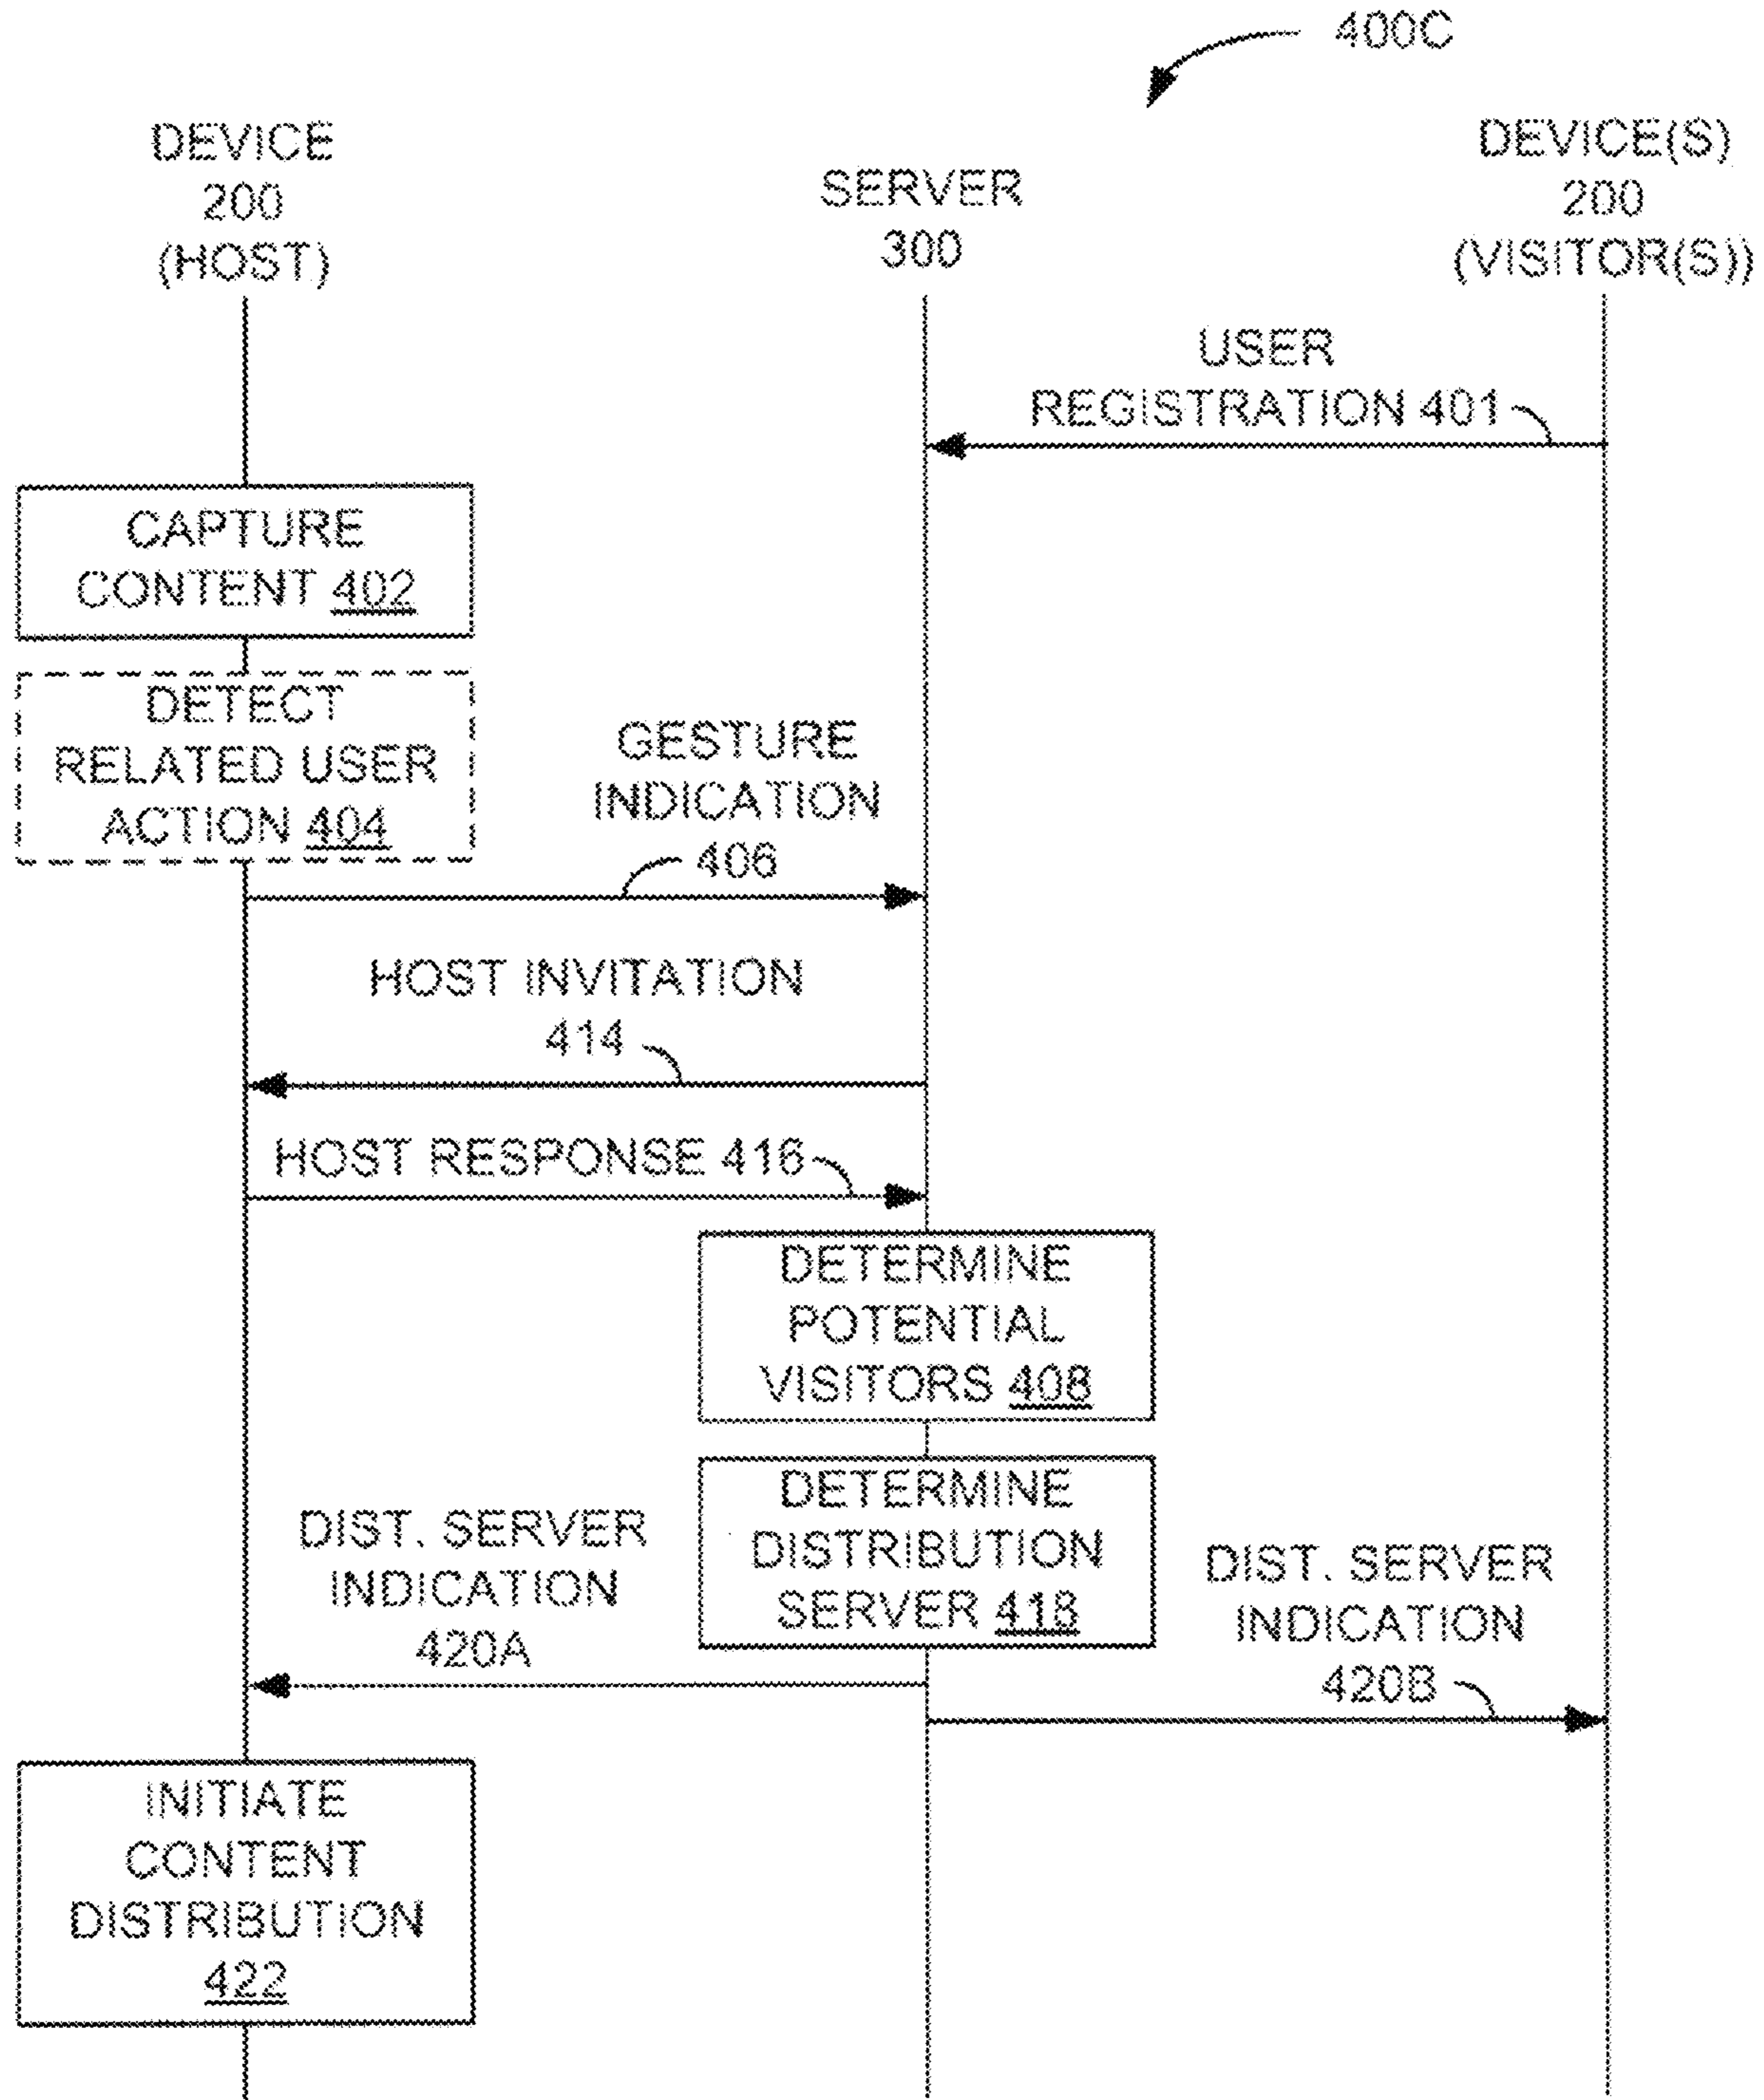 400C
DEVICE
200
(HOST)
SERVER
300
DEVICE(S)
200
(VISITOR(S))
USER
REGISTRATION 401
CAPTURE
CONTENT 402
DETECT
RELATED USER
ACTION 404
GESTURE
INDICATION
406
HOST INVITATION
414
HOST RESPONSE 416
DETERMINE
POTENTIAL
VISITORS 408
DETERMINE
DISTRIBUTION
SERVER 418
DIST. SERVER
INDICATION
420A
DIST. SERVER
INDICATION
420B
INITIATE
CONTENT
DISTRIBUTION
422